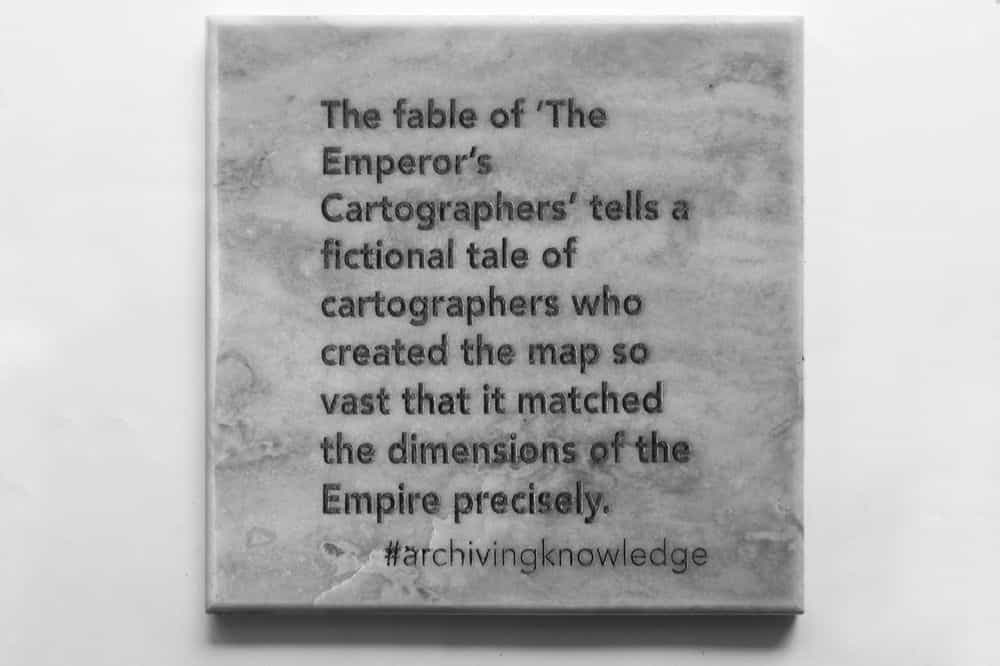 The fable of ‘The
Emperor’s
Cartographers’ tells a
fictional tale of
cartographers who
created the map so
vast that it matched
the dimensions of the
Empire precisely.
#archivingknowledge